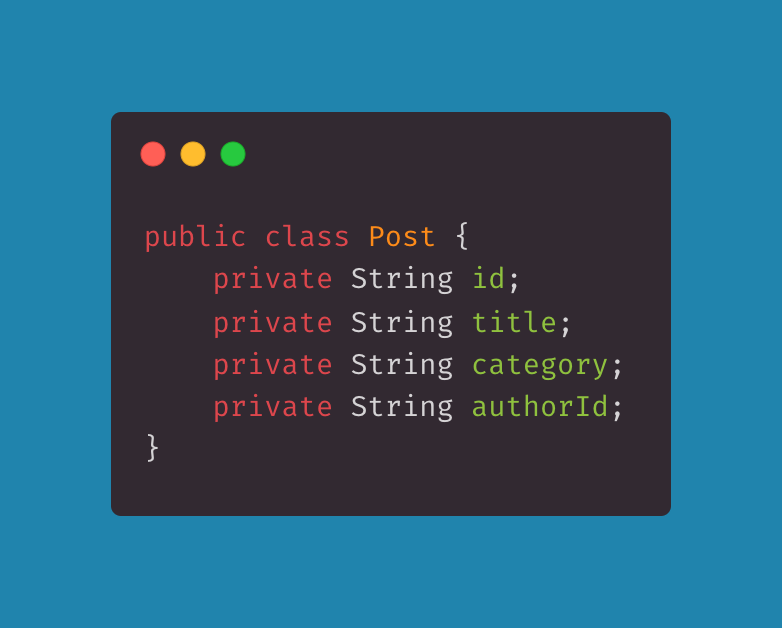 public class Post {
    private String id;
    private String title;
    private String category;
    private String authorId;
}